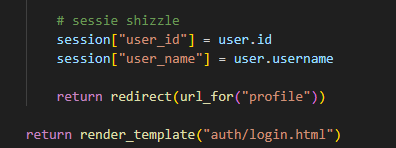 # sessie shizzle
session["user_id"] = user.id
session["user_name"] = user.username
return redirect(url_for("profile"))
return render_template("auth/login.html")